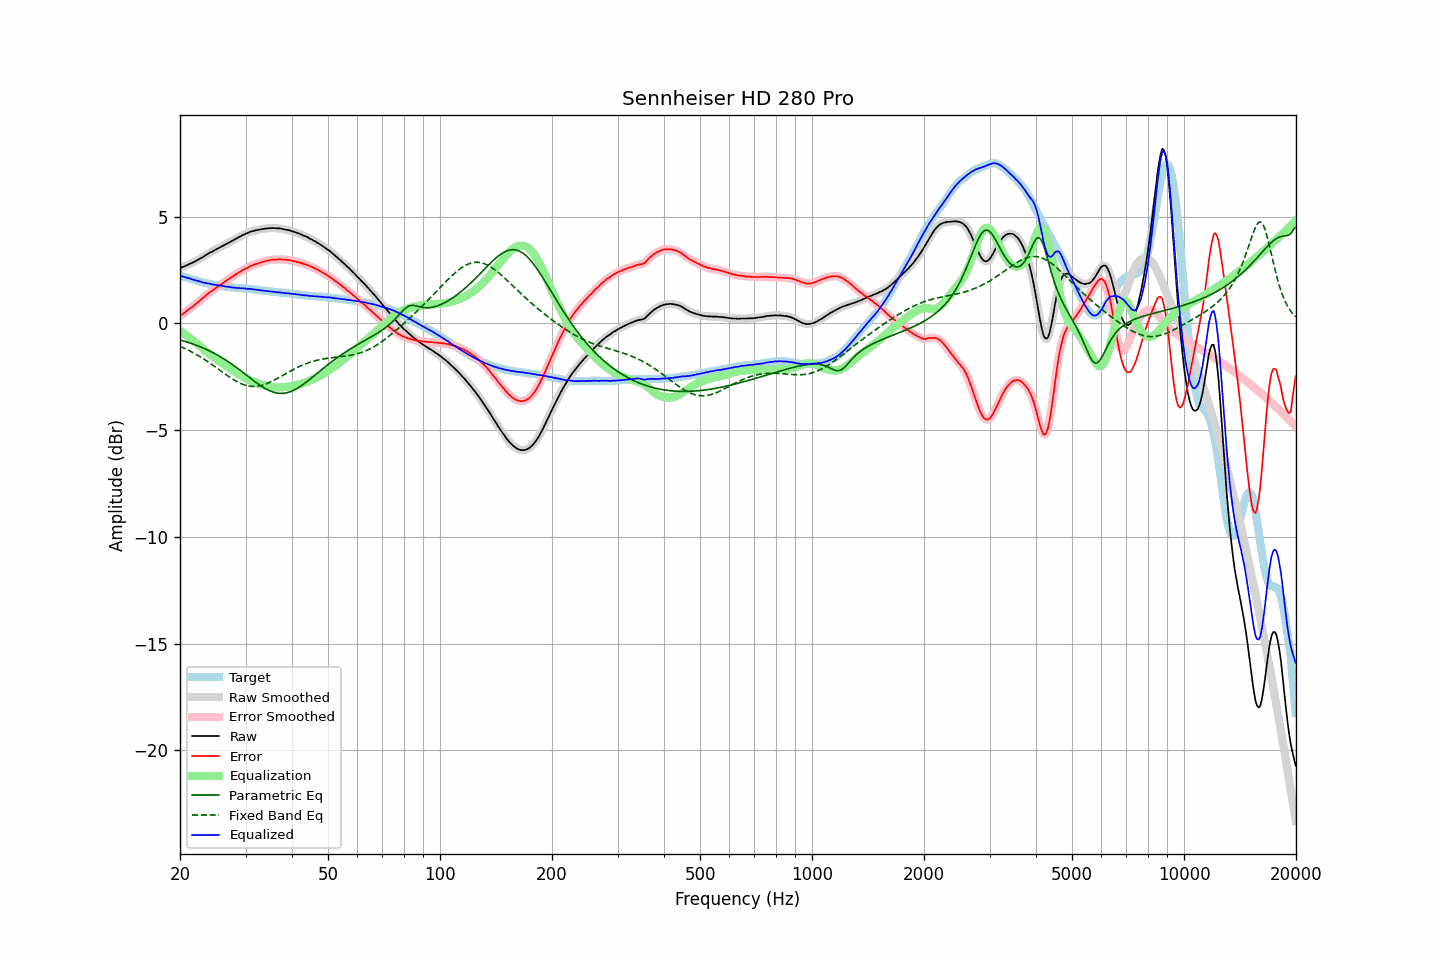 Sennheiser HD 280 Pro
Amplitude (dBr)
5
0
−5
−10
−15
−20
Target
Raw Smoothed
Error Smoothed
Raw
Error
Equalization
Parametric Eq
Fixed Band Eq
Equalized
20 50 100 200 500 1000 2000 5000 10000 20000
Frequency (Hz)